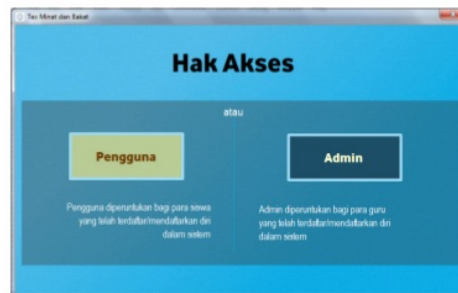 Tes Minat dan Bakat
Hak Akses
atau
Pengguna
Admin
Pengguna diperuntukan bagi para sewa
yang telah terdaftar/mendaftarkan diri
dalam sistem
Admin diperuntukan bagi para guru
yang telah terdaftar/mendaftarkan diri
dalam sistem